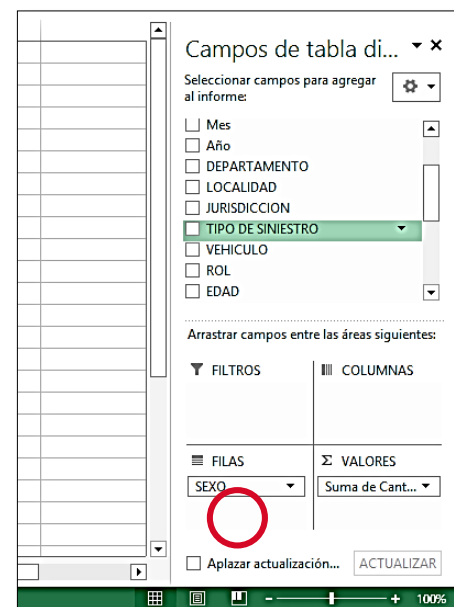 Campos de tabla di...
Seleccionar campos para agregar
al informe:
Mes
Año
DEPARTAMENTO
LOCALIDAD
JURISDICCION
TIPO DE SINIESTRO
VEHICULO
ROL
EDAD
Arrastrar campos entre las áreas siguientes:
FILTROS
COLUMNAS
FILAS
Σ VALORES
SEXO
Suma de Cant...
Aplazar actualización...
ACTUALIZAR
100%